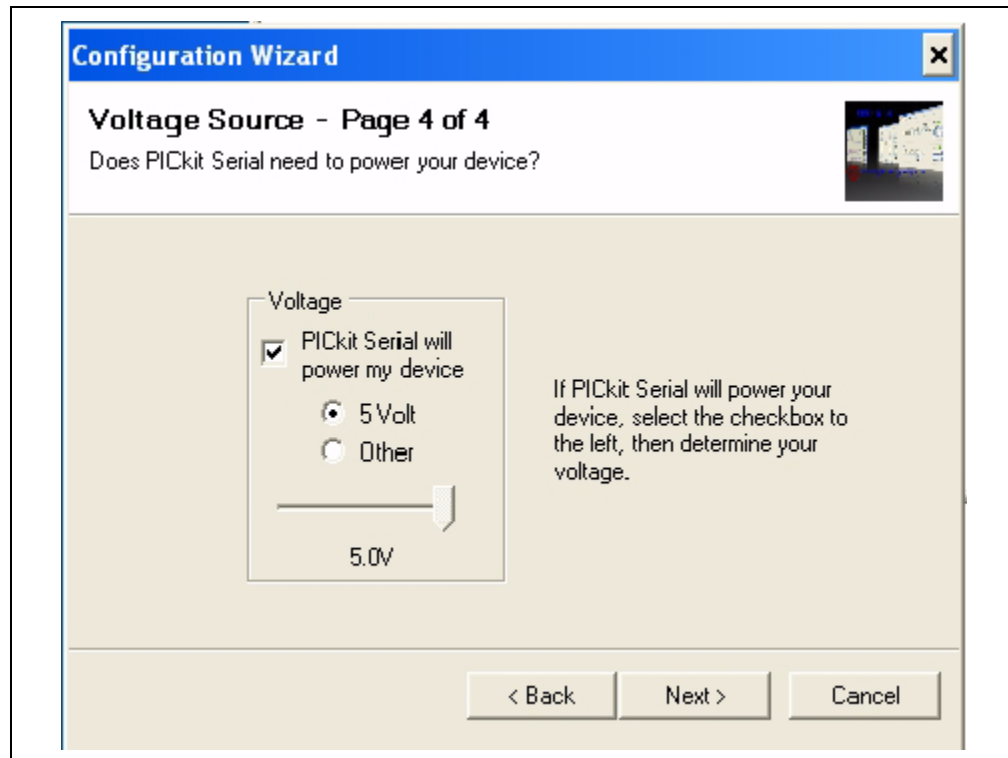 Configuration Wizard
Voltage Source - Page 4 of 4
Does PICkit Serial need to power your device?
Voltage
PICkit Serial will
power my device
5 Volt
Other
5.0V
If PICkit Serial will power your
device, select the checkbox to
the left, then determine your
voltage.
< Back
Next >
Cancel